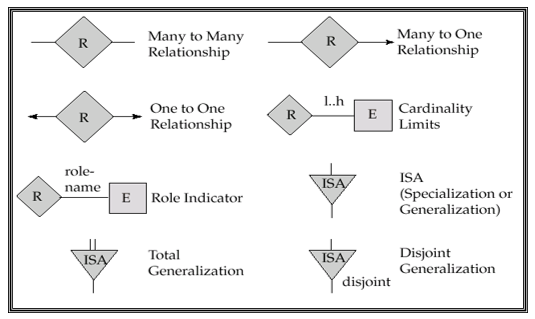 R
Many to Many
Relationship
R
Many to One
Relationship
R
One to One
Relationship
R
l..h
E
Cardinality
Limits
R
role-
name
E
Role Indicator
ISA
ISA
(Specialization or
Generalization)
ISA
Total
Generalization
ISA
disjoint
Disjoint
Generalization